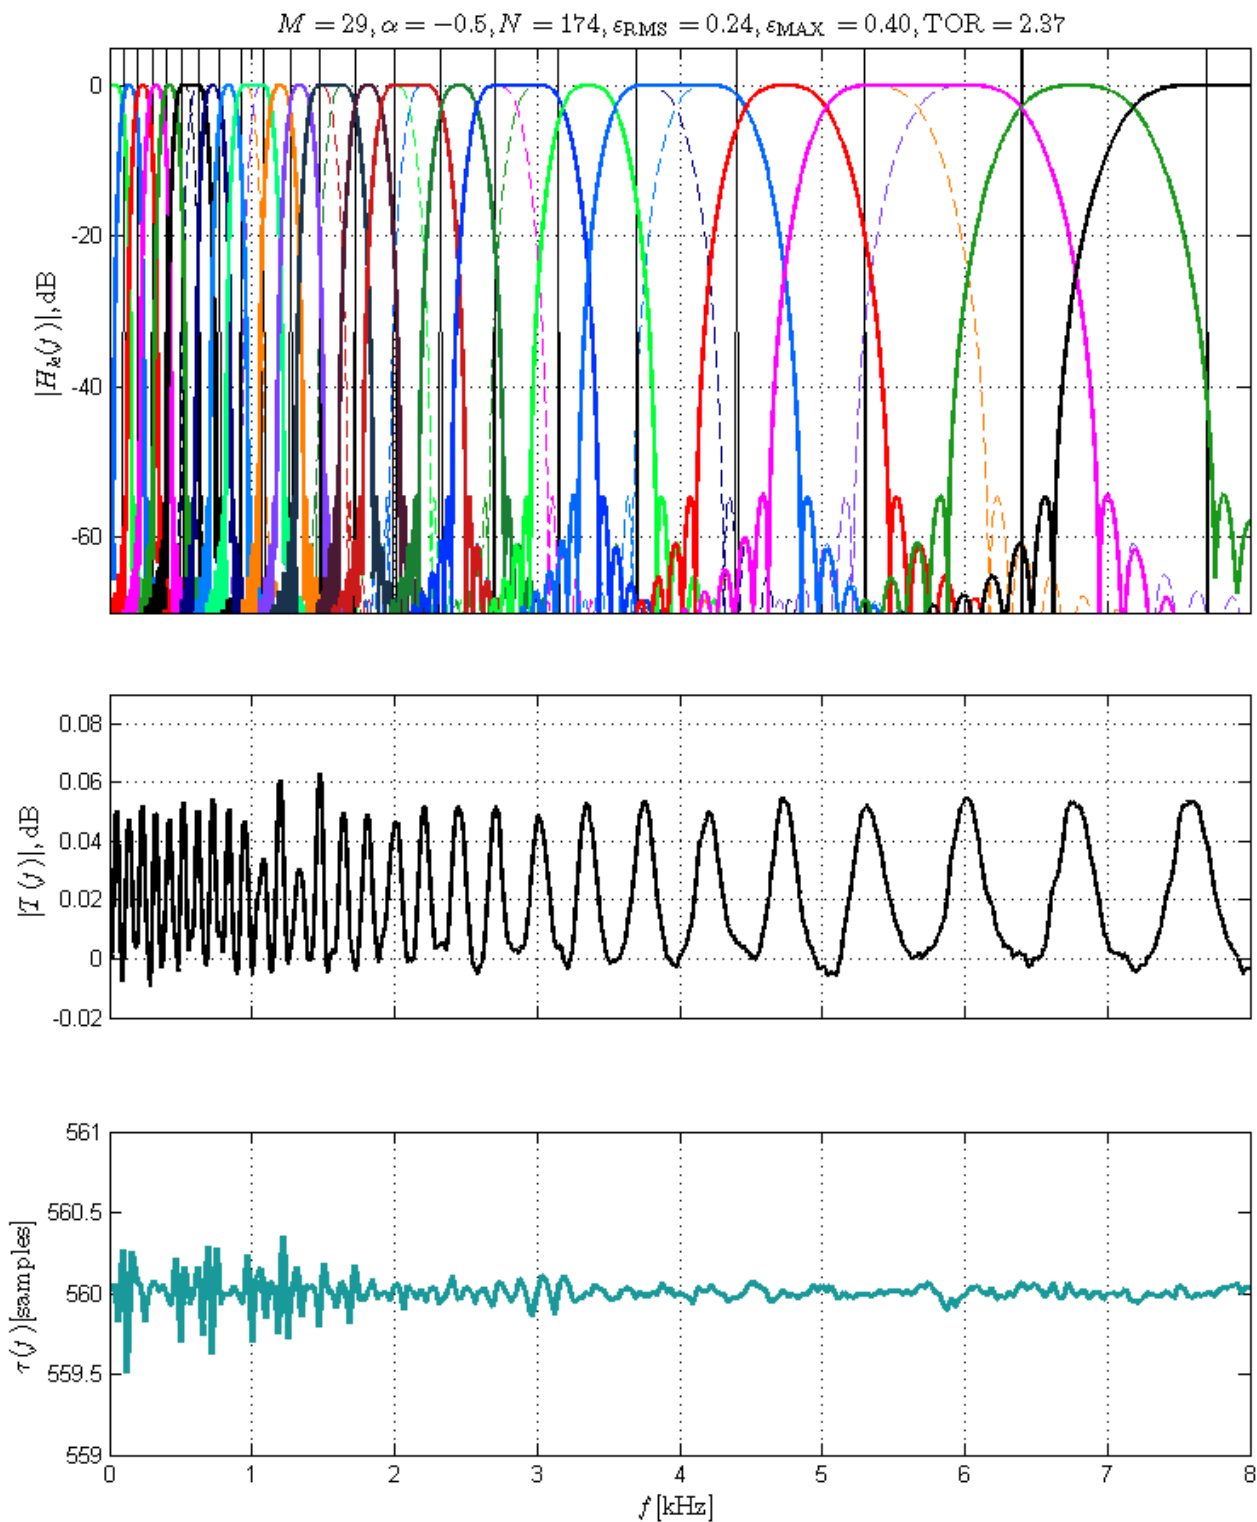 M = 29, α = −0.5, N = 174, ε_RMS = 0.24, ε_MAX = 0.40, TOR = 2.37
0
-20
-40
-60
|H_k(f)|, dB
0.08
0.06
0.04
0.02
0
-0.02
|T(f)|, dB
561
560.5
560
559.5
559
τ(f)[samples]
0 1 2 3 4 5 6 7 8
f [kHz]